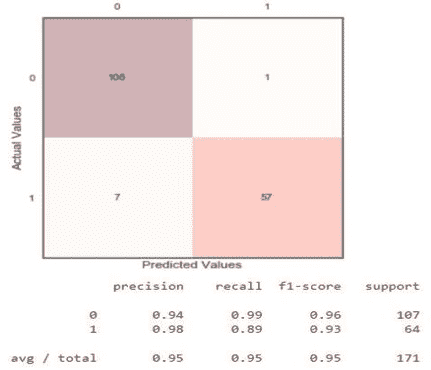 0 1
0 106 1
Actual Values
1 7 57
Predicted Values
precision recall f1-score support
0 0.94 0.99 0.96 107
1 0.98 0.89 0.93 64
avg / total 0.95 0.95 0.95 171